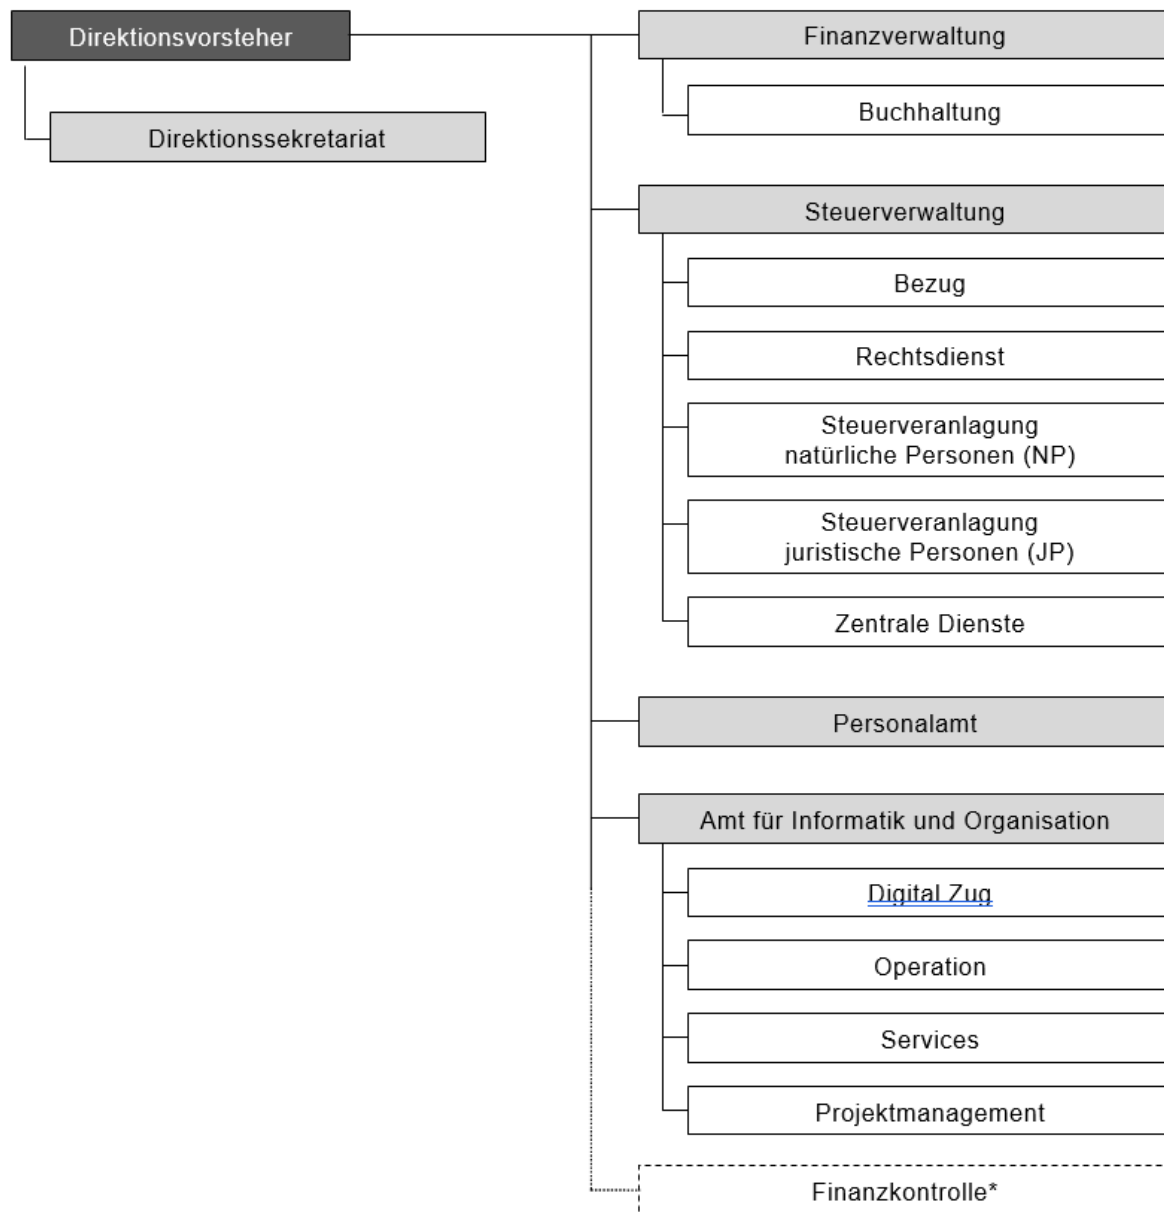 Direktionsvorsteher
Direktionssekretariat
Finanzverwaltung
Buchhaltung
Steuerverwaltung
Bezug
Rechtsdienst
Steuerveranlagung
natürliche Personen (NP)
Steuerveranlagung
juristische Personen (JP)
Zentrale Dienste
Personalamt
Amt für Informatik und Organisation
Digital Zug
Operation
Services
Projektmanagement
Finanzkontrolle*